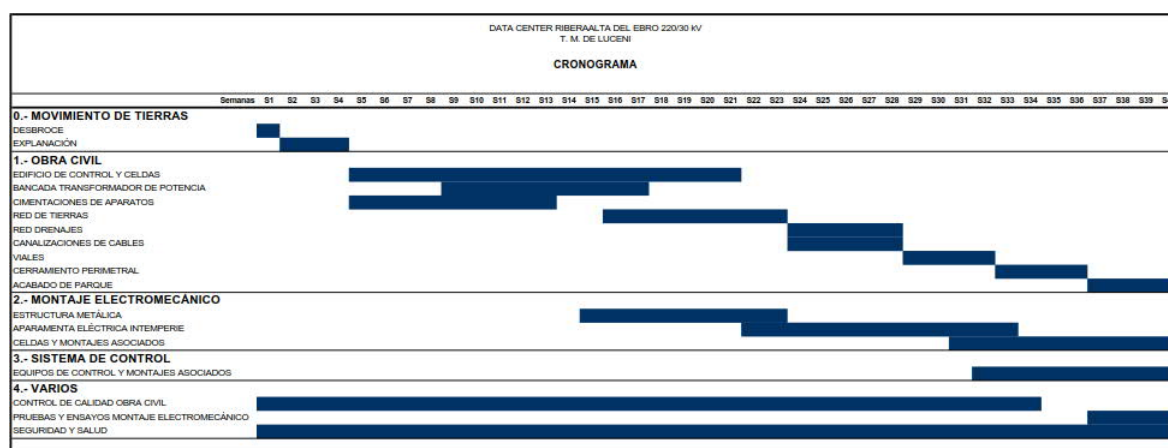 DATA CENTER RIBERAALTA DEL EBRO 220/30 kV
T. M. DE LUCENI
CRONOGRAMA
Semanas S1 S2 S3 S4 S5 S6 S7 S8 S9 S10 S11 S12 S13 S14 S15 S16 S17 S18 S19 S20 S21 S22 S23 S24 S25 S26 S27 S28 S29 S30 S31 S32 S33 S34 S35 S36 S37 S38 S39
0.- MOVIMIENTO DE TIERRAS
DESBROCE
EXPLANACIÓN
1.- OBRA CIVIL
EDIFICIO DE CONTROL Y CELDAS
BANCADA TRANSFORMADOR DE POTENCIA
CIMENTACIONES DE APARATOS
RED DE TIERRAS
RED DRENAJES
CANALIZACIONES DE CABLES
VIALES
CERRAMIENTO PERIMETRAL
ACABADO DE PARQUE
2.- MONTAJE ELECTROMECÁNICO
ESTRUCTURA METÁLICA
APARAMENTA ELÉCTRICA INTEMPERIE
CELDAS Y MONTAJES ASOCIADOS
3.- SISTEMA DE CONTROL
EQUIPOS DE CONTROL Y MONTAJES ASOCIADOS
4.- VARIOS
CONTROL DE CALIDAD OBRA CIVIL
PRUEBAS Y ENSAYOS MONTAJE ELECTROMECÁNICO
SEGURIDAD Y SALUD